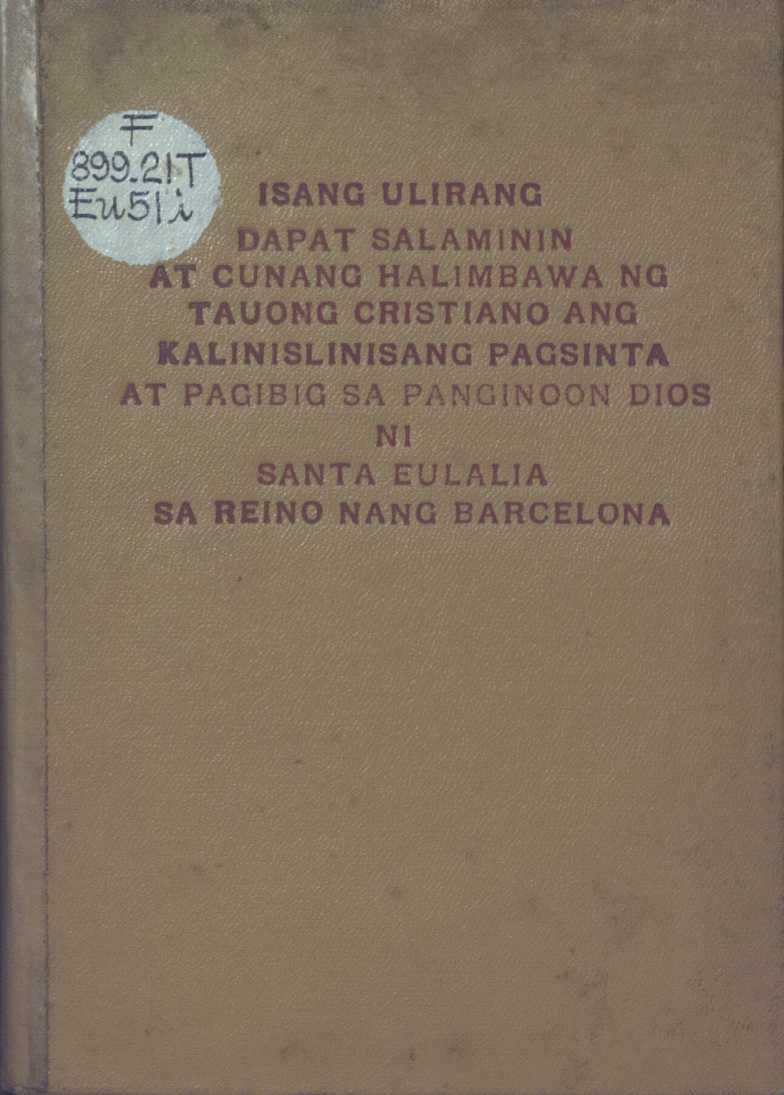 F
899.21T
Eu51i
ISANG ULIRANG
DAPAT SALAMININ
AT CUNANG HALIMBAWA NG
TAUONG CRISTIANO ANG
KALINISLINISANG PAGSINTA
AT PAGIBIG SA PANGINOON DIOS
NI
SANTA EULALIA
SA REINO NANG BARCELONA